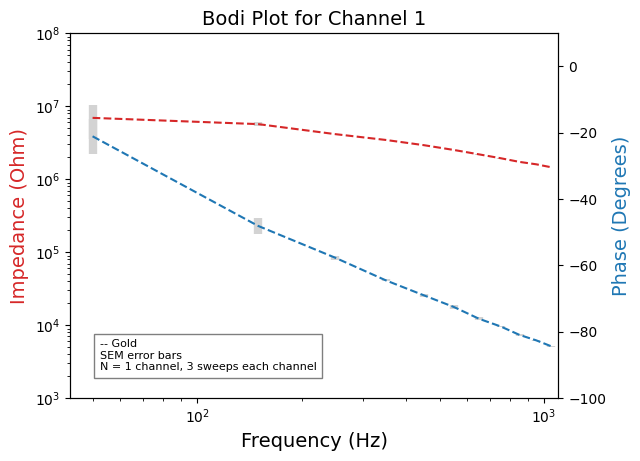 Bodi Plot for Channel 1
10^8
10^7
10^6
10^5
10^4
10^3
Impedance (Ohm)
0
−20
−40
−60
−80
−100
Phase (Degrees)
-- Gold
SEM error bars
N = 1 channel, 3 sweeps each channel
10^2
10^3
Frequency (Hz)